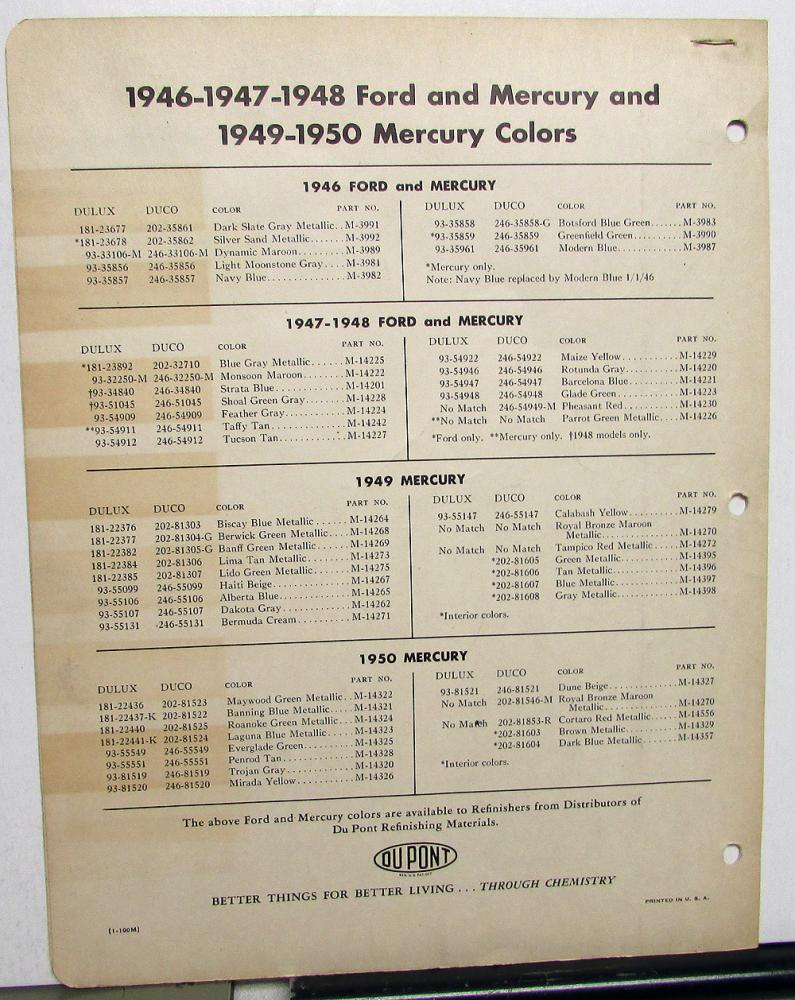 1946-1947-1948 Ford and Mercury and
1949-1950 Mercury Colors
1946 FORD and MERCURY
DULUX DUCO COLOR PART NO.
181-23677 202-35861 Dark Slate Gray Metallic..M-3991
*181-23678 202-35862 Silver Sand Metallic.......M-3992
93-33106-M 246-33106-M Dynamic Maroon...........M-3989
93-35856 246-35856 Light Moonstone Gray....M-3981
93-35857 246-35857 Navy Blue................M-3982
DULUX DUCO COLOR PART NO.
93-35858 246-35858-G Botsford Blue Green......M-3983
*93-35859 246-35859 Greenfield Green..........M-3990
93-35961 246-35961 Modern Blue.............M-3987
*Mercury only.
Note: Navy Blue replaced by Modern Blue 1/1/46
1947-1948 FORD and MERCURY
DULUX DUCO COLOR PART NO.
*181-23892 202-32710 Blue Gray Metallic......M-14225
93-32250-M 246-32250-M Monsoon Maroon........M-14222
†93-34840 246-34840 Strata Blue.............M-14201
†93-51045 246-51045 Shoal Green Gray........M-14228
93-54909 246-54909 Feather Gray...........M-14224
**93-54911 246-54911 Taffy Tan..............M-14242
93-54912 246-54912 Tucson Tan.............M-14227
DULUX DUCO COLOR PART NO.
93-54922 246-54922 Maize Yellow..........M-14229
93-54946 246-54946 Rotunda Gray..........M-14220
93-54947 246-54947 Barcelona Blue.........M-14221
93-54948 246-54948 Glade Green...........M-14223
No Match 246-54949-M Pheasant Red..........M-14230
**No Match No Match Parrot Green Metallic....M-14226
*Ford only. **Mercury only. †1948 models only.
1949 MERCURY
DULUX DUCO COLOR PART NO.
181-22376 202-81303 Biscay Blue Metallic......M-14264
181-22377 202-81304-G Berwick Green Metallic....M-14268
181-22382 202-81305-G Banff Green Metallic......M-14269
181-22384 202-81306 Lima Tan Metallic........M-14273
181-22385 202-81307 Lido Green Metallic......M-14275
93-55099 246-55099 Haiti Beige..............M-14267
93-55106 246-55106 Alberta Blue.............M-14265
93-55107 246-55107 Dakota Gray.............M-14262
93-55131 246-55131 Bermuda Cream..........M-14271
DULUX DUCO COLOR PART NO.
93-55147 246-55147 Calabash Yellow..........M-14279
No Match No Match Royal Bronze Maroon
Metallic................M-14270
No Match No Match Tampico Red Metallic.....M-14272
*202-81605 Green Metallic...........M-14395
*202-81606 Tan Metallic.............M-14396
*202-81607 Blue Metallic............M-14397
*202-81608 Gray Metallic............M-14398
*Interior colors.
1950 MERCURY
DULUX DUCO COLOR PART NO.
181-22436 202-81523 Maywood Green Metallic..M-14322
181-22437-K 202-81522 Banning Blue Metallic....M-14321
181-22440 202-81525 Roanoke Green Metallic...M-14324
181-22441-K 202-81524 Laguna Blue Metallic.....M-14323
93-55549 246-55549 Everglade Green..........M-14325
93-55551 246-55551 Penrod Tan..............M-14328
93-81519 246-81519 Trojan Gray.............M-14320
93-81520 246-81520 Mirada Yellow...........M-14326
DULUX DUCO COLOR PART NO.
93-81521 246-81521 Dune Beige.............M-14327
No Match 202-81546-M Royal Bronze Maroon
Metallic...............M-14270
No Match 202-81853-R Cortaro Red Metallic.....M-14556
*202-81603 Brown Metallic...........M-14329
*202-81604 Dark Blue Metallic.......M-14357
*Interior colors.
The above Ford and Mercury colors are available to Refinishers from Distributors of
Du Pont Refinishing Materials.
DU PONT
REG. U.S. PAT. OFF.
BETTER THINGS FOR BETTER LIVING...THROUGH CHEMISTRY
PRINTED IN U. S. A.
(1-100M)